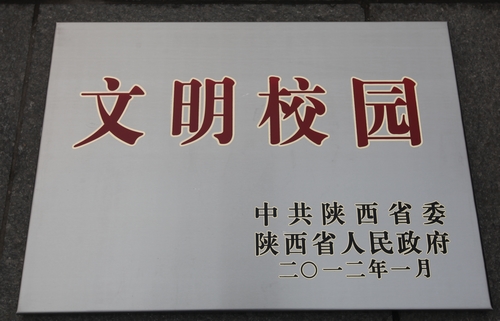 文明校园
中共陕西省委
陕西省人民政府
二〇一二年一月